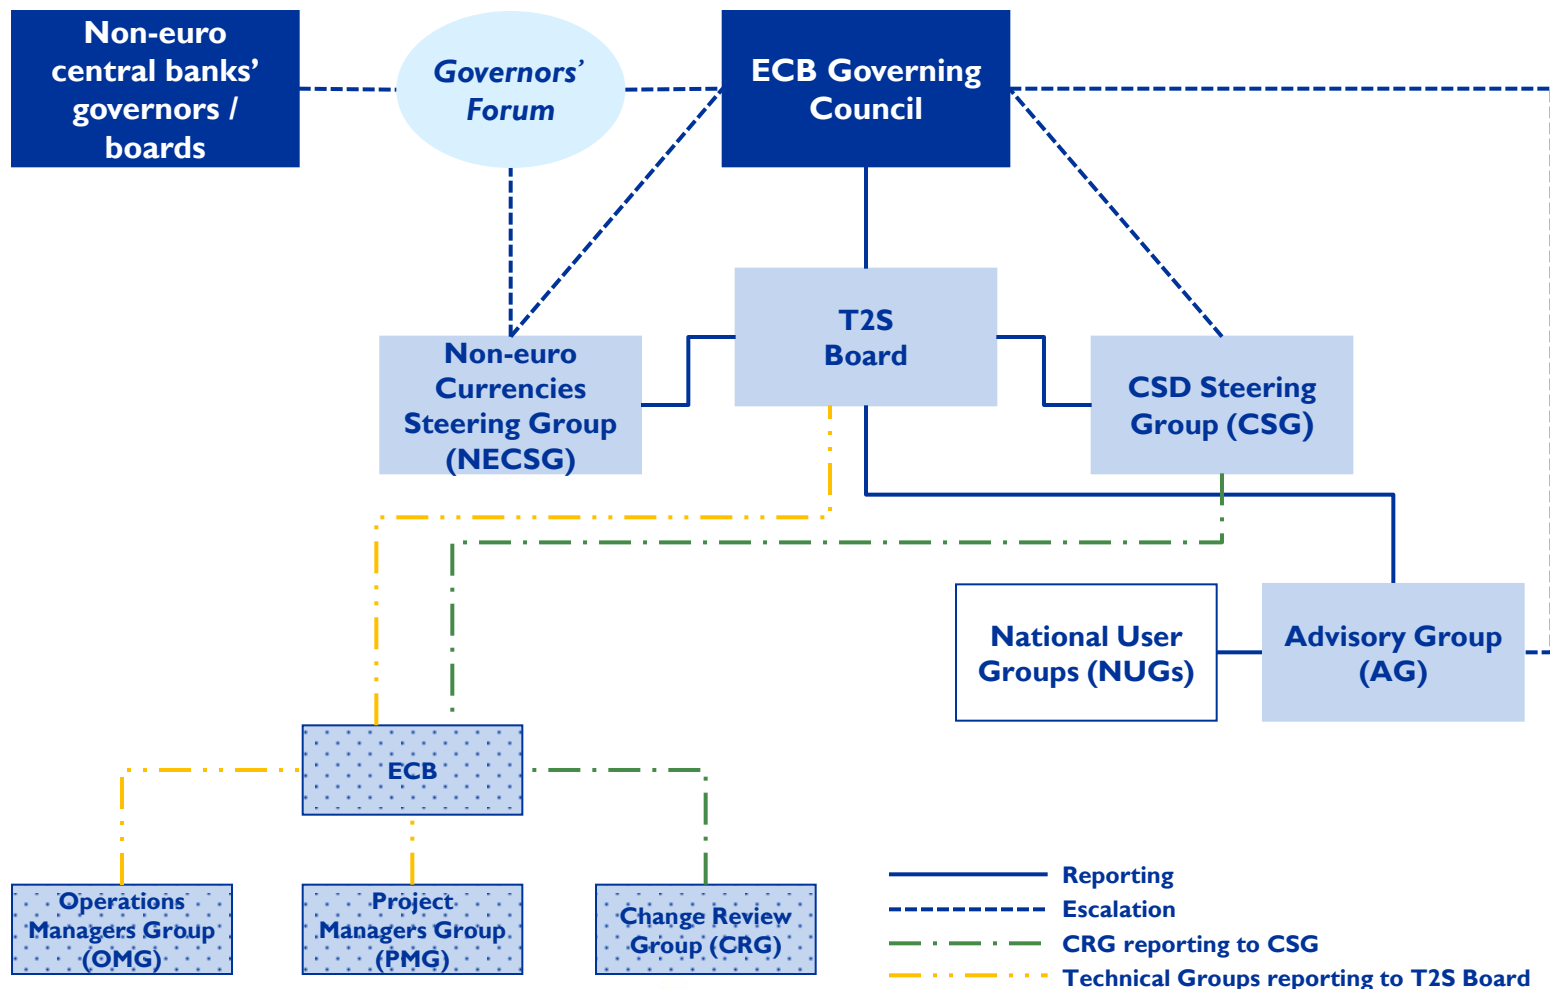 Non-euro
central banks’
governors /
boards
Governors’
Forum
ECB Governing
Council
T2S
Board
Non-euro
Currencies
Steering Group
(NECSG)
CSD Steering
Group (CSG)
National User
Groups (NUGs)
Advisory Group
(AG)
ECB
Operations
Managers Group
(OMG)
Project
Managers Group
(PMG)
Change Review
Group (CRG)
Reporting
Escalation
CRG reporting to CSG
Technical Groups reporting to T2S Board